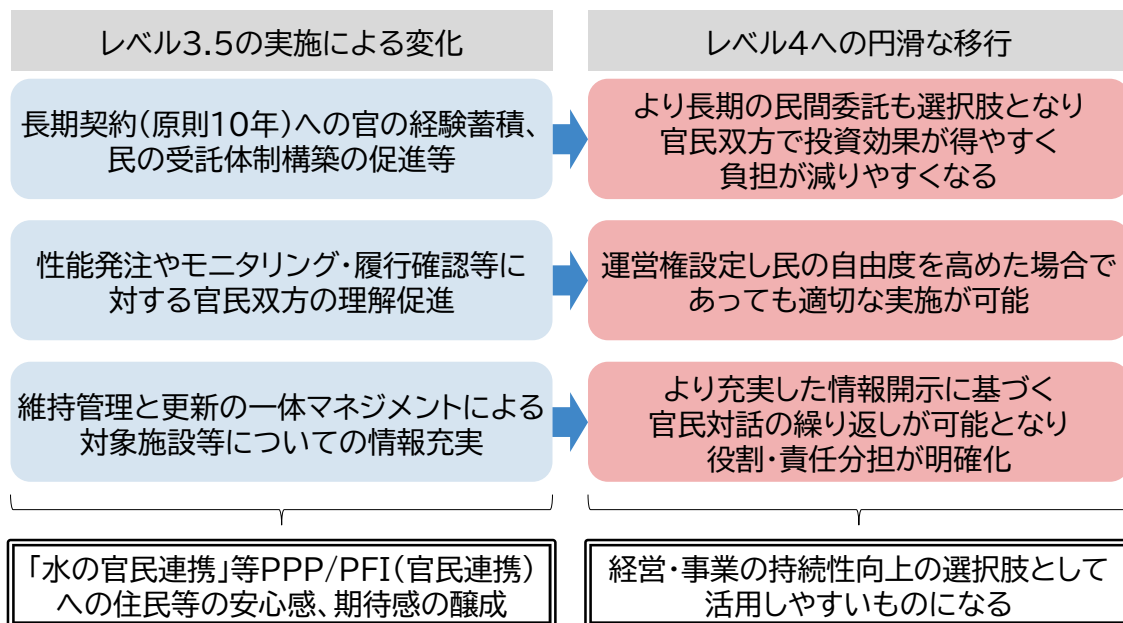 レベル3.5の実施による変化
レベル4への円滑な移行
長期契約(原則10年)への官の経験蓄積、
民の受託体制構築の促進等
より長期の民間委託も選択肢となり
官民双方で投資効果が得やすく
負担が減りやすくなる
性能発注やモニタリング・履行確認等に
対する官民双方の理解促進
運営権設定し民の自由度を高めた場合で
あっても適切な実施が可能
維持管理と更新の一体マネジメントによる
対象施設等についての情報充実
より充実した情報開示に基づく
官民対話の繰り返しが可能となり
役割・責任分担が明確化
「水の官民連携」等PPP/PFI(官民連携)
への住民等の安心感、期待感の醸成
経営・事業の持続性向上の選択肢として
活用しやすいものになる